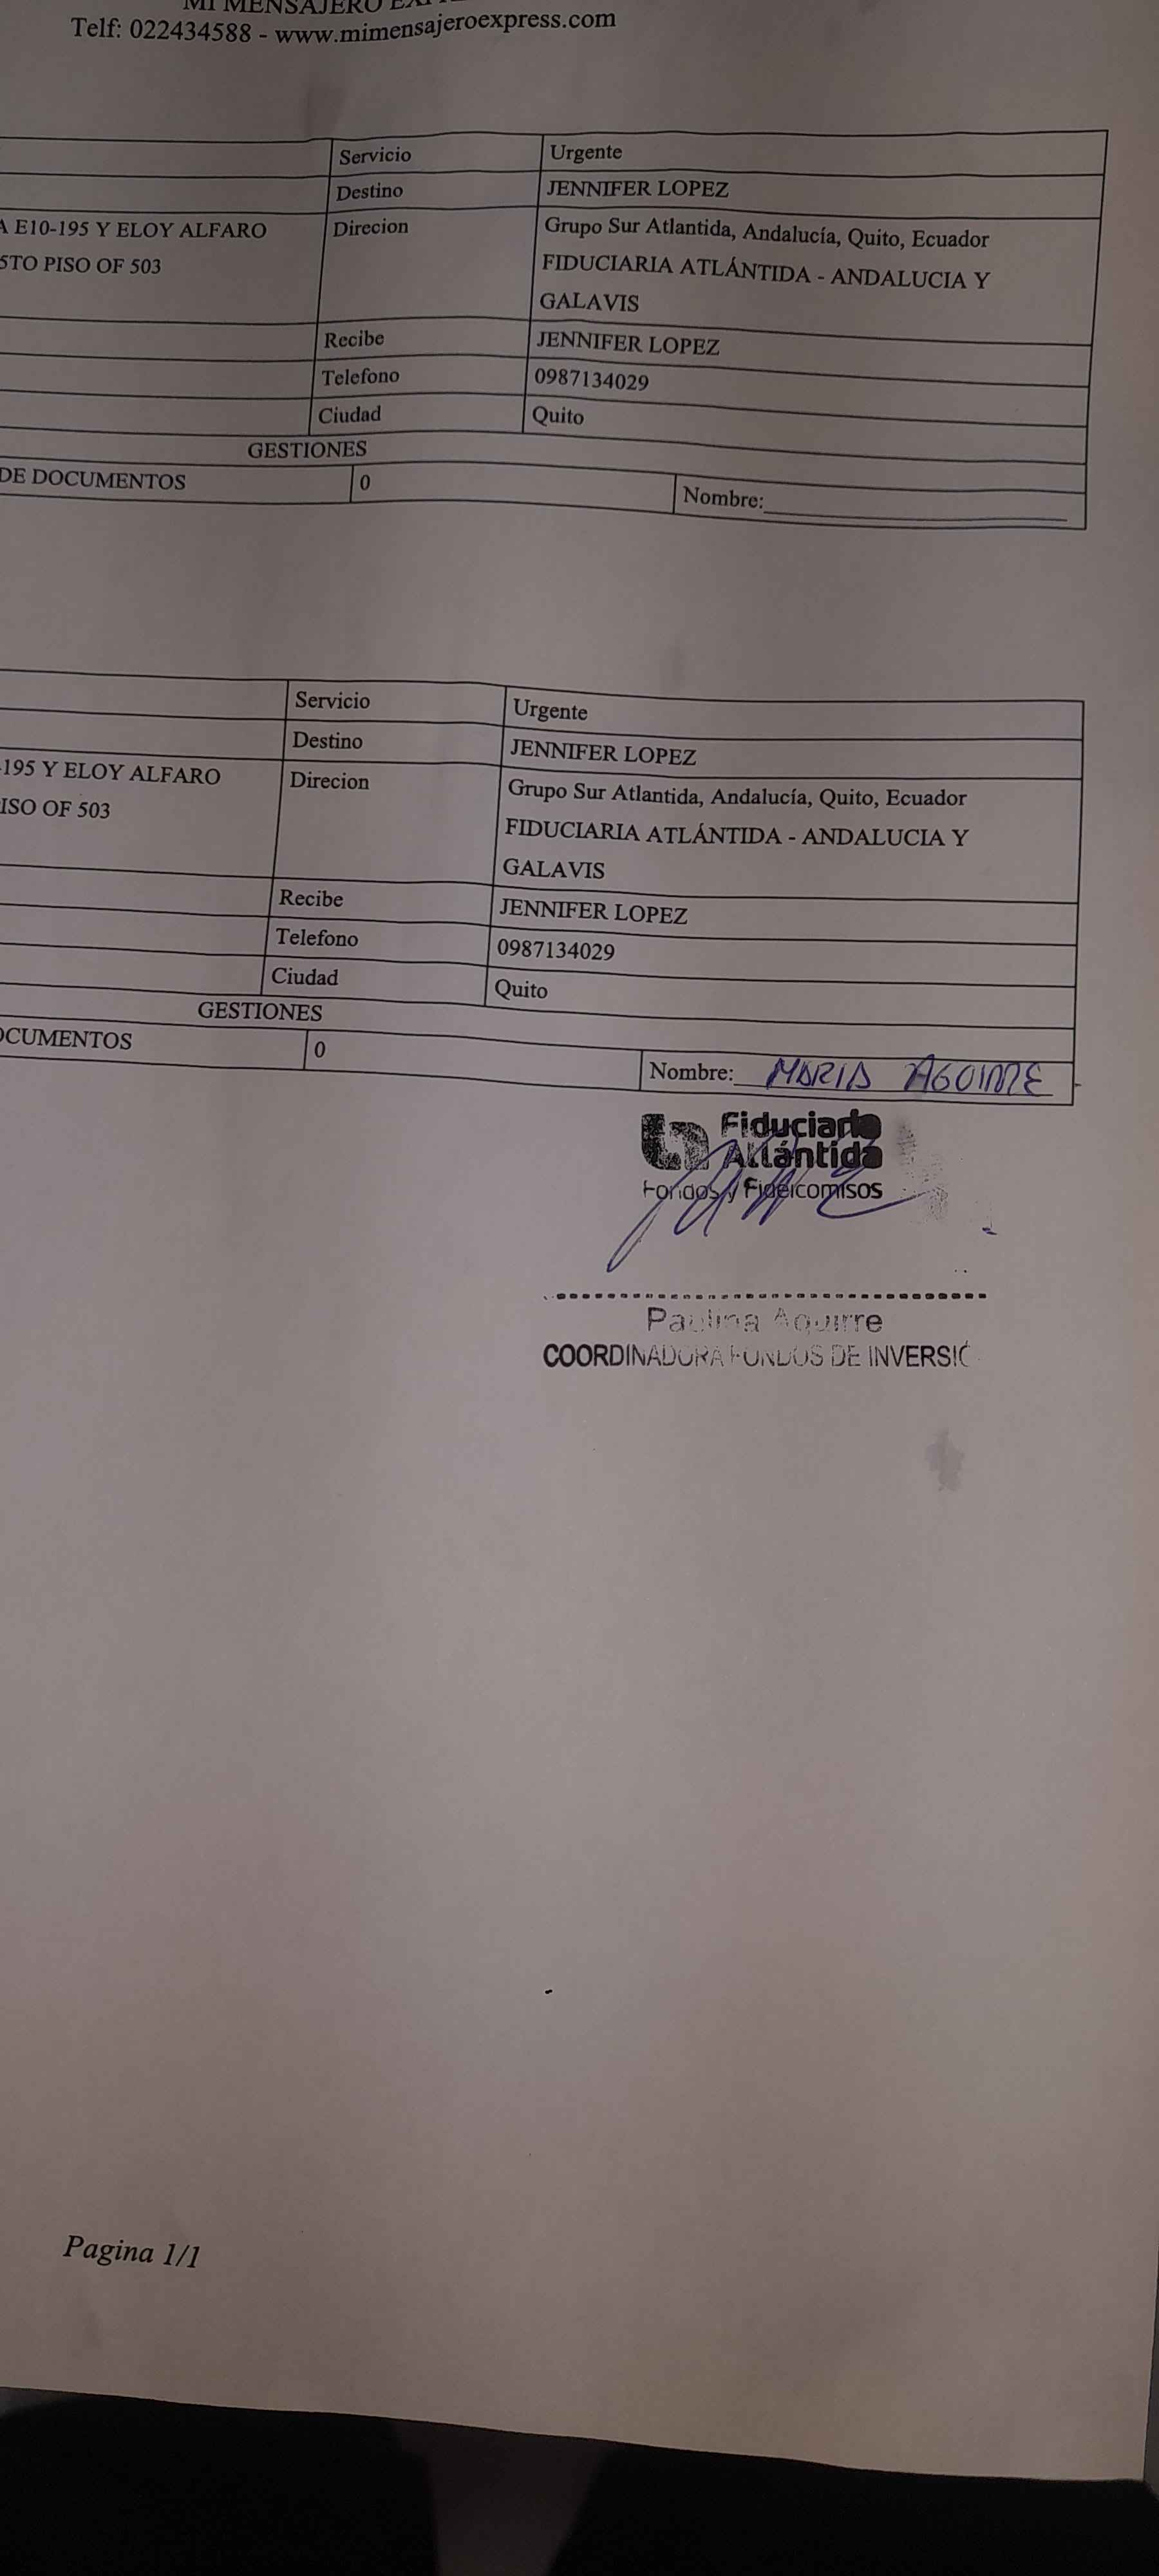 MI MENSAJERO
Telf: 022434588 - www.mimensajeroexpress.com
Servicio Urgente
Destino JENNIFER LOPEZ
A E10-195 Y ELOY ALFARO Direcion Grupo Sur Atlantida, Andalucía, Quito, Ecuador
5TO PISO OF 503 FIDUCIARIA ATLÁNTIDA - ANDALUCIA Y
GALAVIS
Recibe JENNIFER LOPEZ
Telefono 0987134029
Ciudad Quito
GESTIONES
DE DOCUMENTOS 0 Nombre:
Servicio Urgente
Destino JENNIFER LOPEZ
-195 Y ELOY ALFARO Direcion Grupo Sur Atlantida, Andalucía, Quito, Ecuador
ISO OF 503 FIDUCIARIA ATLÁNTIDA - ANDALUCIA Y
GALAVIS
Recibe JENNIFER LOPEZ
Telefono 0987134029
Ciudad Quito
GESTIONES
OCUMENTOS 0 Nombre: MARIA AGUIRRE
Fiduciaria
Atlántida
Fondos y Fideicomisos
Paulina Aguirre
COORDINADORA FONDOS DE INVERSIÓ
Pagina 1/1